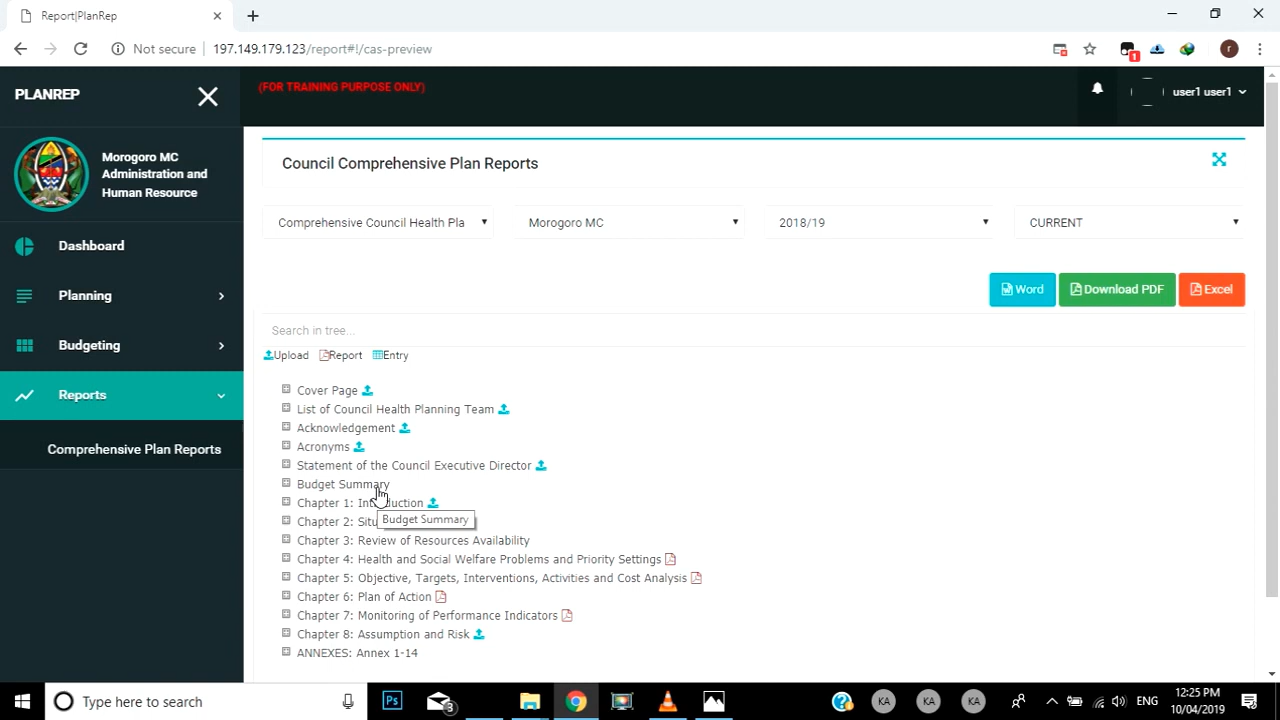 Report|PlanRep
Not secure 197.149.179.123/report#!/cas-preview
1
r
PLANREP
(FOR TRAINING PURPOSE ONLY)
user1 user1
Morogoro MC
Administration and
Human Resource
Council Comprehensive Plan Reports
Comprehensive Council Health Pla
Morogoro MC
2018/19
CURRENT
Dashboard
Planning
Budgeting
Reports
Comprehensive Plan Reports
Word
Download PDF
Excel
Search in tree...
Upload Report Entry
Cover Page
List of Council Health Planning Team
Acknowledgement
Acronyms
Statement of the Council Executive Director
Budget Summary
Chapter 1:
Budget Summary
Chapter 2:
Chapter 3: Review of Resources Availability
Chapter 4: Health and Social Welfare Problems and Priority Settings
Chapter 5: Objective, Targets, Interventions, Activities and Cost Analysis
Chapter 6: Plan of Action
Chapter 7: Monitoring of Performance Indicators
Chapter 8: Assumption and Risk
ANNEXES: Annex 1-14
Type here to search
Ps
3
KA
KA
KA
ENG
12:25 PM
10/04/2019